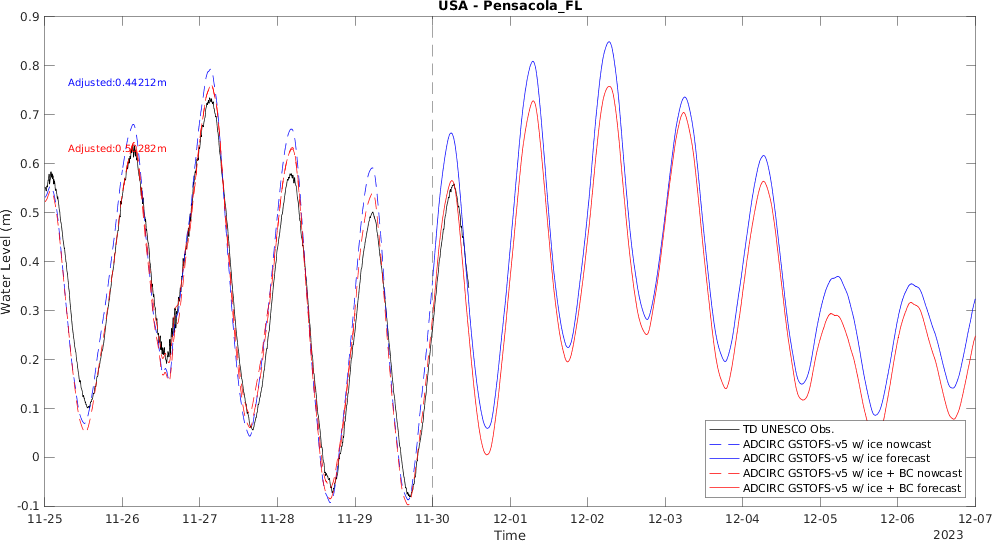 USA - Pensacola_FL
Water Level (m)
0.9
0.8
0.7
0.6
0.5
0.4
0.3
0.2
0.1
0
-0.1
Adjusted:0.44212m
TD UNESCO Obs.
ADCIRC GSTOFS-v5 w/ ice nowcast
ADCIRC GSTOFS-v5 w/ ice forecast
ADCIRC GSTOFS-v5 w/ ice + BC nowcast
ADCIRC GSTOFS-v5 w/ ice + BC forecast
11-25 11-26 11-27 11-28 11-29 11-30 12-01 12-02 12-03 12-04 12-05 12-06 12-07
Time
2023